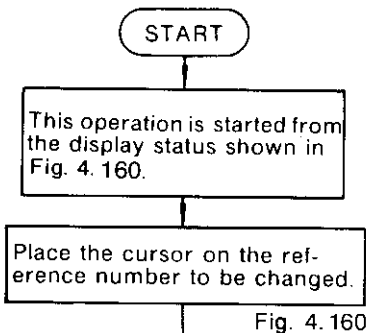 START
This operation is started from
the display status shown in
Fig. 4. 160.
Place the cursor on the ref-
erence number to be changed.
Fig. 4. 160